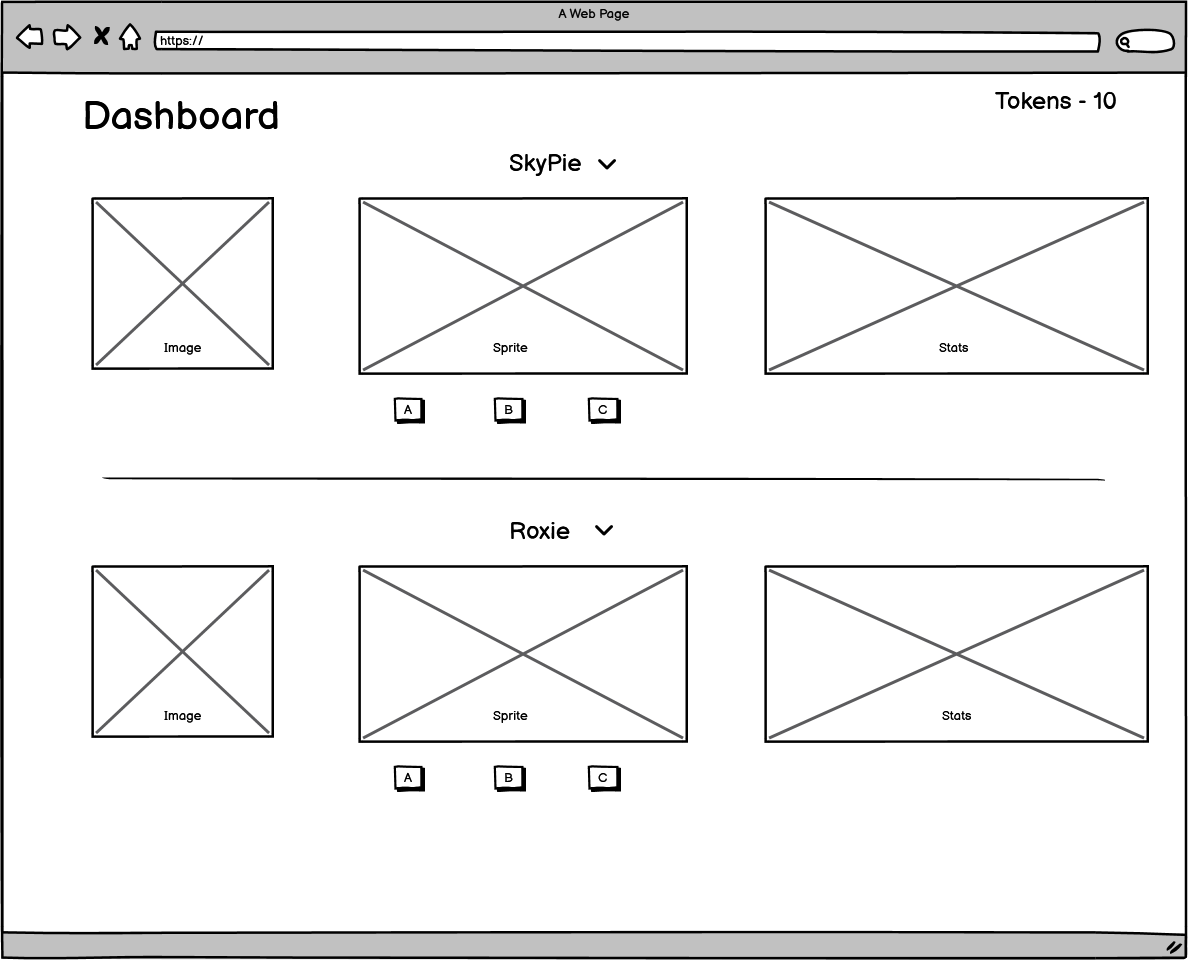 A Web Page
https://
Dashboard
Tokens - 10
SkyPie
Image
Sprite
Stats
A
B
C
Roxie
Image
Sprite
Stats
A
B
C